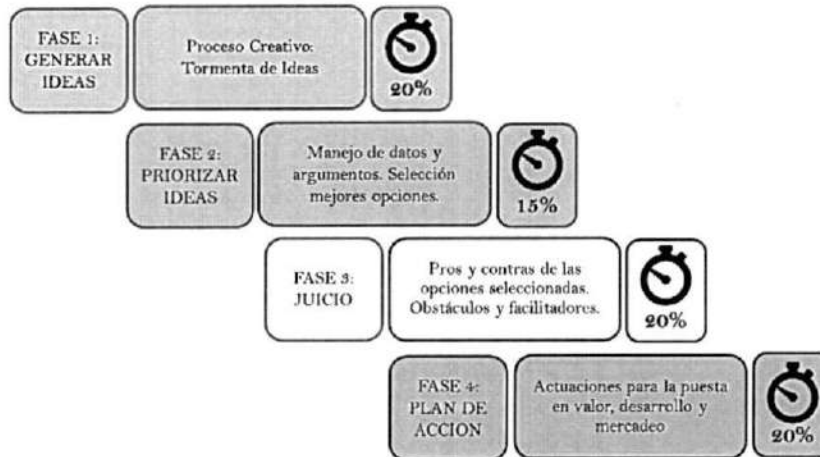 FASE 1:
GENERAR
IDEAS
Proceso Creativo:
Tormenta de Ideas
20%
FASE 2:
PRIORIZAR
IDEAS
Manejo de datos y
argumentos. Selección
mejores opciones.
15%
FASE 3:
JUICIO
Pros y contras de las
opciones seleccionadas.
Obstáculos y facilitadores.
20%
FASE 4:
PLAN DE
ACCION
Actuaciones para la puesta
en valor, desarrollo y
mercadeo
20%